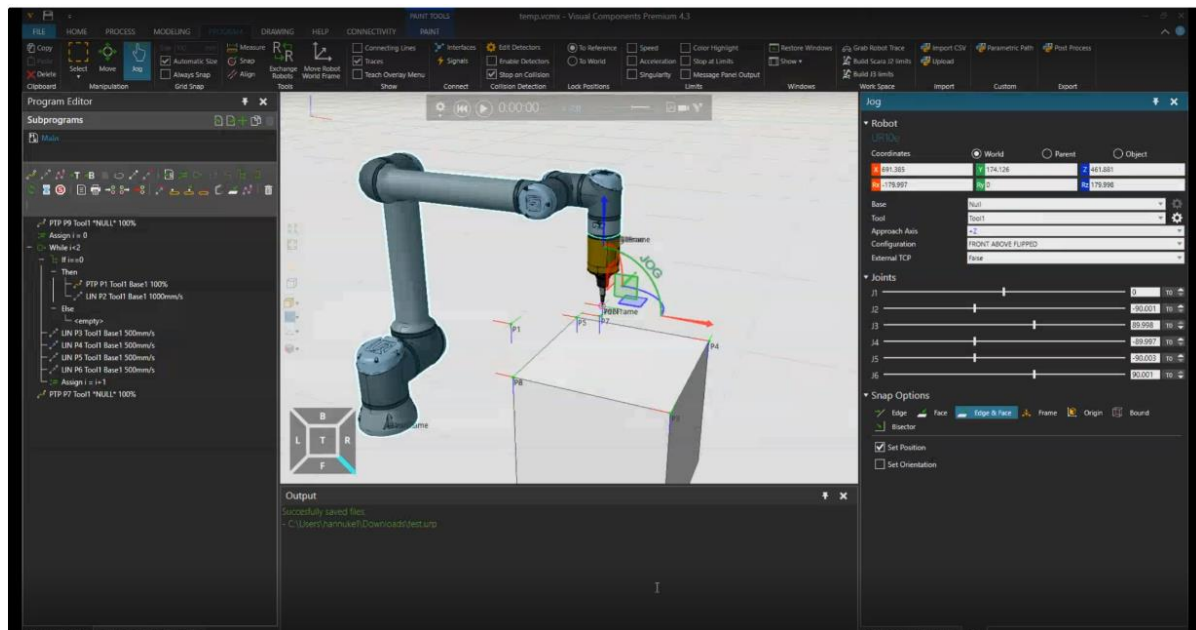 PAINT TOOLS
temp.vcmx - Visual Components Premium 4.3
FILE HOME PROCESS MODELING PROGRAM DRAWING HELP CONNECTIVITY PAINT
Copy
Paste
Delete
Clipboard
Select
Move
Jog
Manipulation
Automatic Size
Always Snap
Grid Snap
Measure
Snap
Align
Tools
Exchange Robots
Move Robot World Frame
Connecting Lines
Traces
Teach Overlay Menu
Show
Interfaces
Signals
Connect
Edit Detectors
Enable Detectors
Stop on Collision
Collision Detection
To Reference
To World
Lock Positions
Speed
Acceleration
Singularity
Color Highlight
Stop at Limits
Message Panel Output
Limits
Restore Windows
Show
Windows
Grab Robot Trace
Build Scara J2 limits
Build J3 limits
Work Space
Import CSV
Upload
Import
Parametric Path
Custom
Post Process
Export
Program Editor
Subprograms
Main
PTP P9 Tool1 *NULL* 100%
Assign i = 0
While i<2
If i==0
Then
PTP P1 Tool1 Base1 100%
LIN P2 Tool1 Base1 1000mm/s
Else
<empty>
LIN P3 Tool1 Base1 500mm/s
LIN P4 Tool1 Base1 500mm/s
LIN P5 Tool1 Base1 500mm/s
LIN P6 Tool1 Base1 500mm/s
Assign i = i+1
PTP P7 Tool1 *NULL* 100%
0:00:00
JOG
P1
P5
P7
P4
P8
B
L T R
F
Output
Succesfully saved files:
- C:\Users\hannukel\Downloads\test.urp
Jog
Robot
UR10e
Coordinates World Parent Object
X 691.385 Y 174.126 Z 461.881
Rx -179.997 Ry 0 Rz 179.998
Base Null
Tool Tool1
Approach Axis +Z
Configuration FRONT ABOVE FLIPPED
External TCP False
Joints
J1 0
J2 -90.001
J3 89.998
J4 -89.997
J5 -90.003
J6 90.001
Snap Options
Edge Face Edge & Face Frame Origin Bound
Bisector
Set Position
Set Orientation